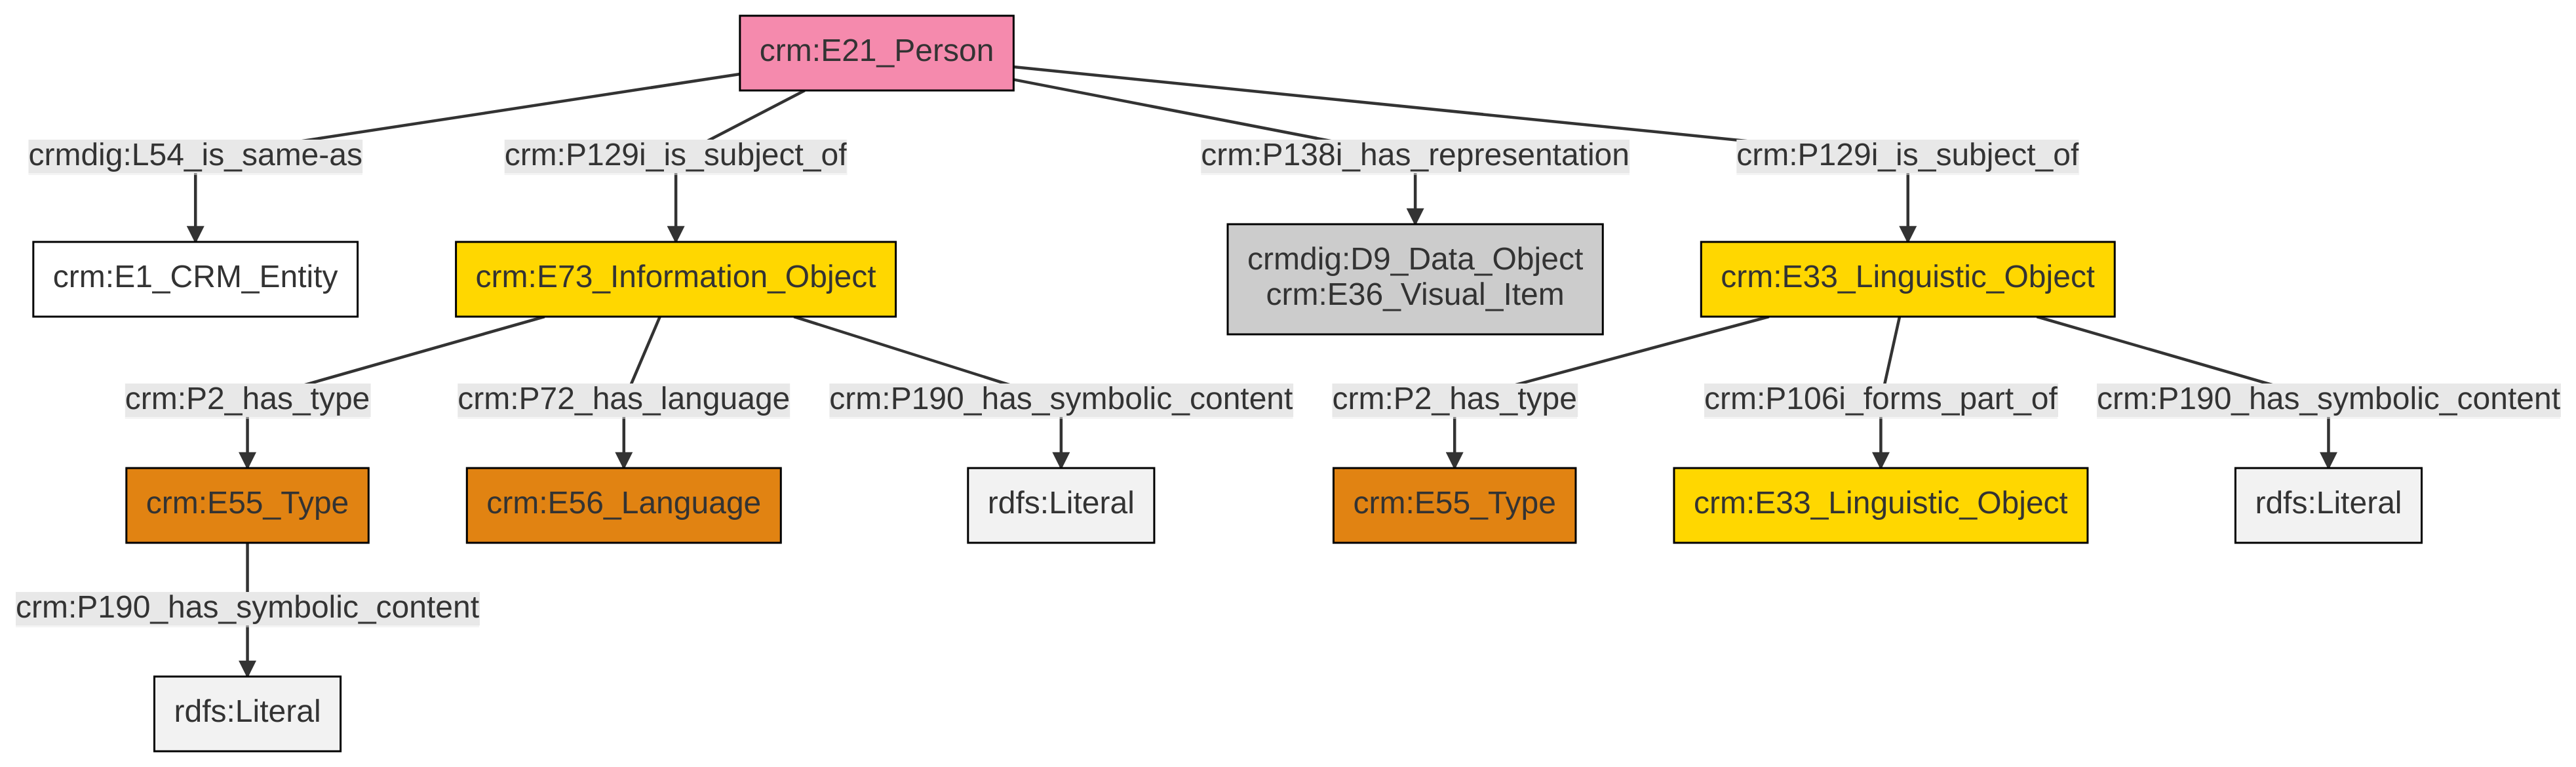 crm:E21_Person
crmdig:L54_is_same-as
crm:P129i_is_subject_of
crm:P138i_has_representation
crm:P129i_is_subject_of
crm:E1_CRM_Entity
crm:E73_Information_Object
crmdig:D9_Data_Object
crm:E36_Visual_Item
crm:E33_Linguistic_Object
crm:P2_has_type
crm:P72_has_language
crm:P190_has_symbolic_content
crm:P2_has_type
crm:P106i_forms_part_of
crm:P190_has_symbolic_content
crm:E55_Type
crm:E56_Language
rdfs:Literal
crm:E55_Type
crm:E33_Linguistic_Object
rdfs:Literal
crm:P190_has_symbolic_content
rdfs:Literal